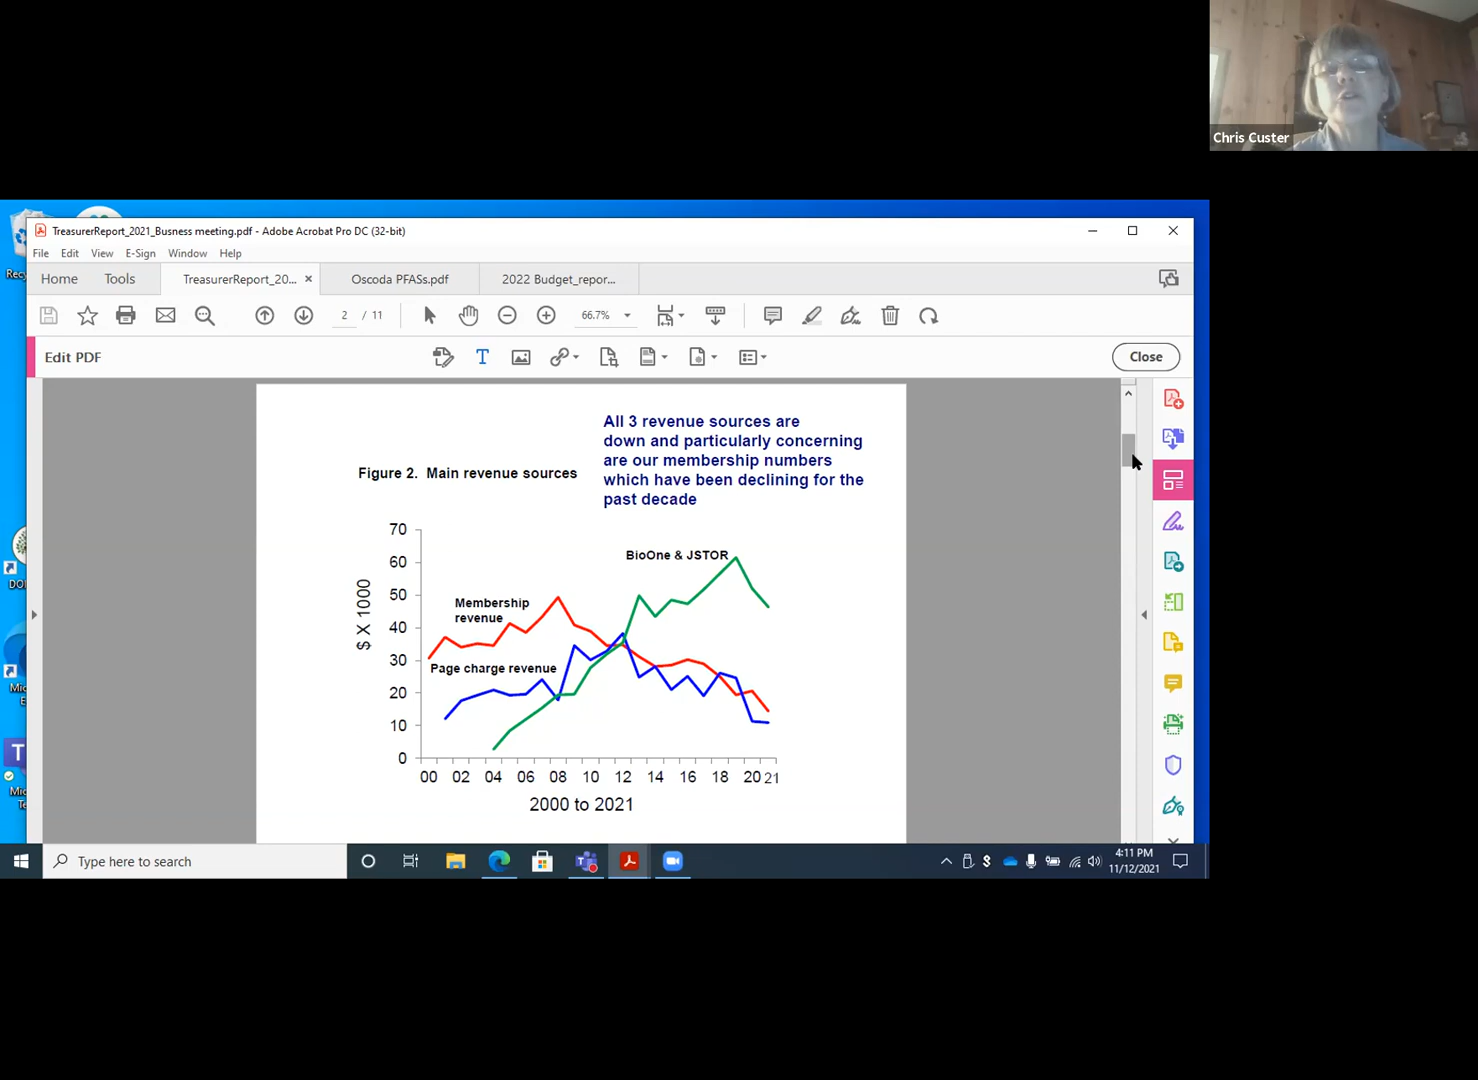 Chris Custer
TreasurerReport_2021_Busness meeting.pdf - Adobe Acrobat Pro DC (32-bit)
File Edit View E-Sign Window Help
Home Tools TreasurerReport_20... × Oscoda PFASs.pdf 2022 Budget_repor...
2 / 11 66.7%
Edit PDF Close
All 3 revenue sources are
down and particularly concerning
are our membership numbers
which have been declining for the
past decade
Figure 2. Main revenue sources
70
60
50
40
30
20
10
0
$ X 1000
BioOne & JSTOR
Membership
revenue
Page charge revenue
00 02 04 06 08 10 12 14 16 18 20 21
2000 to 2021
Type here to search
4:11 PM
11/12/2021